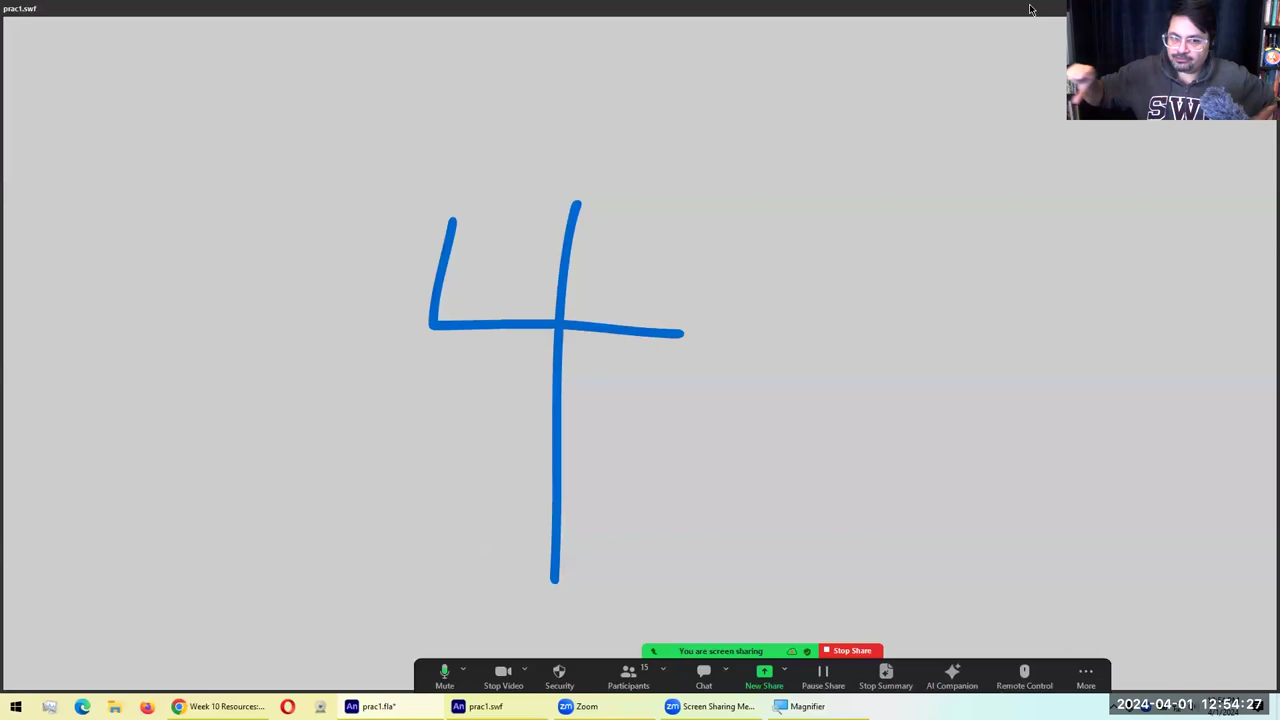 prac1.swf
SW
4
You are screen sharing
Stop Share
Mute
Stop Video
Security
Participants
15
Chat
New Share
Pause Share
Stop Summary
AI Companion
Remote Control
More
Week 10 Resources:...
prac1.fla*
prac1.swf
Zoom
Screen Sharing Me...
Magnifier
2024-04-01 12:54:27